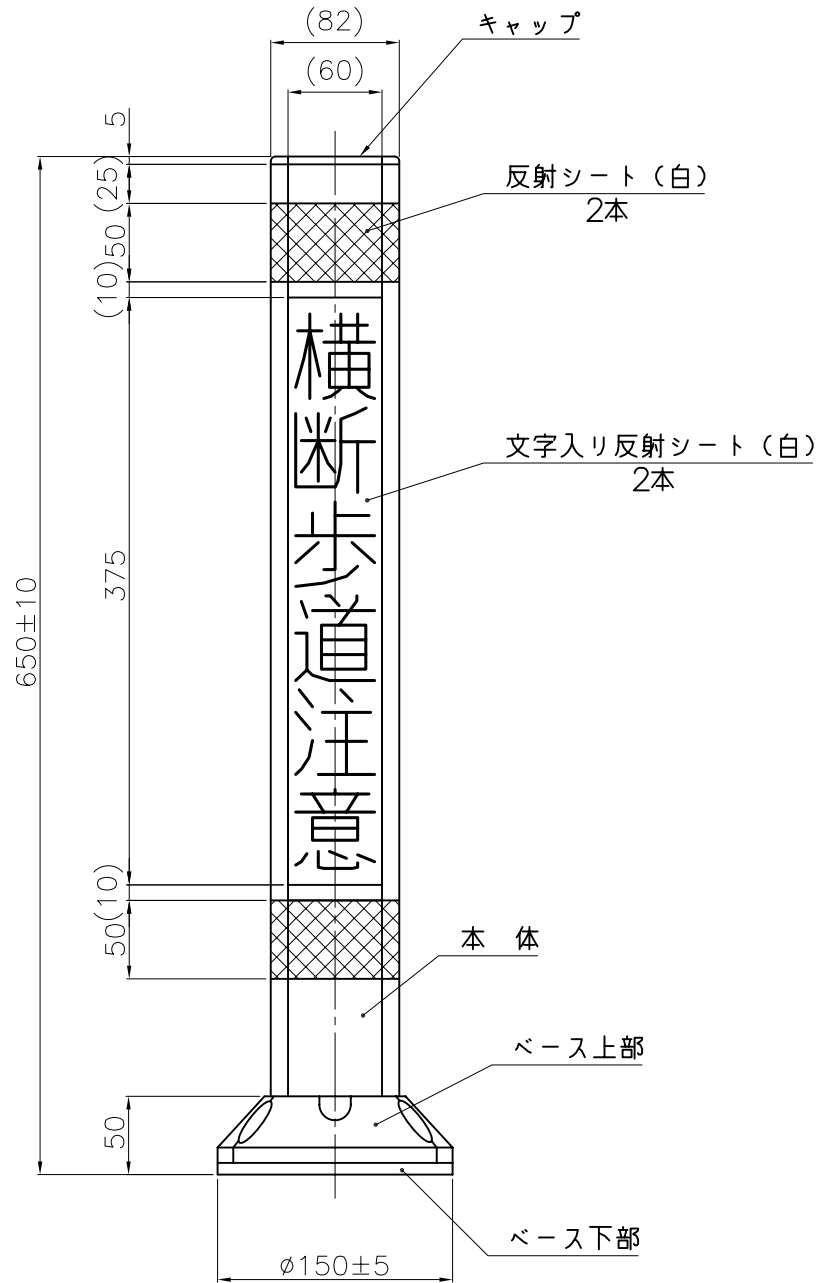 (82)
キャップ
(60)
5
(25)
反射シート（白）
2本
50
(10)
横断歩道注意
文字入り反射シート（白）
2本
375
650±10
(10)
50
本 体
ベース上部
50
ベース下部
φ150±5